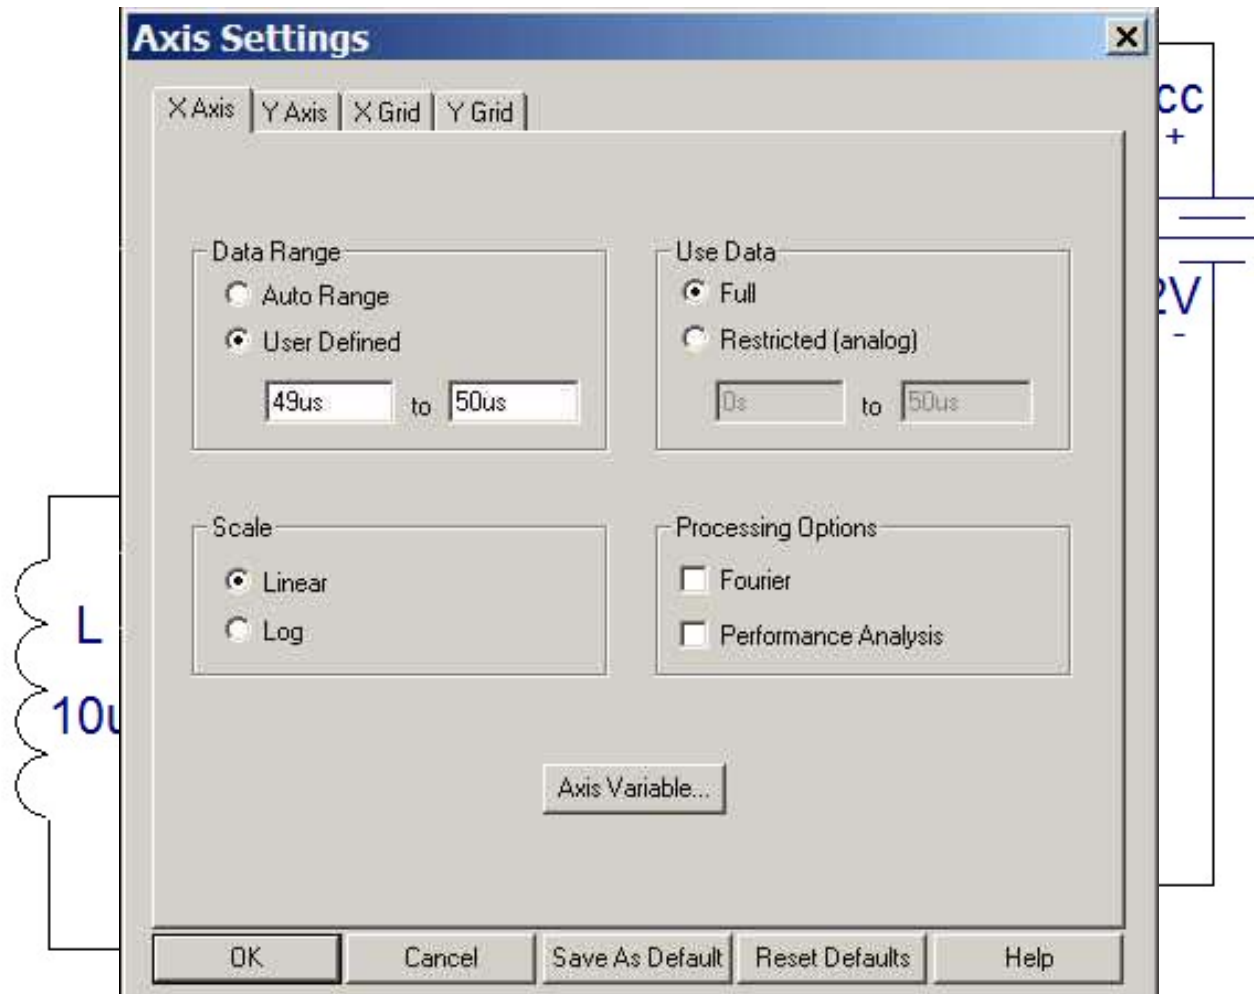 Axis Settings
X Axis
Y Axis
X Grid
Y Grid
cc
+
Data Range
Auto Range
User Defined
49us to 50us
Use Data
Full
Restricted (analog)
0s to 50us
2V
-
Scale
Linear
Log
Processing Options
Fourier
Performance Analysis
L
10u
Axis Variable...
OK
Cancel
Save As Default
Reset Defaults
Help